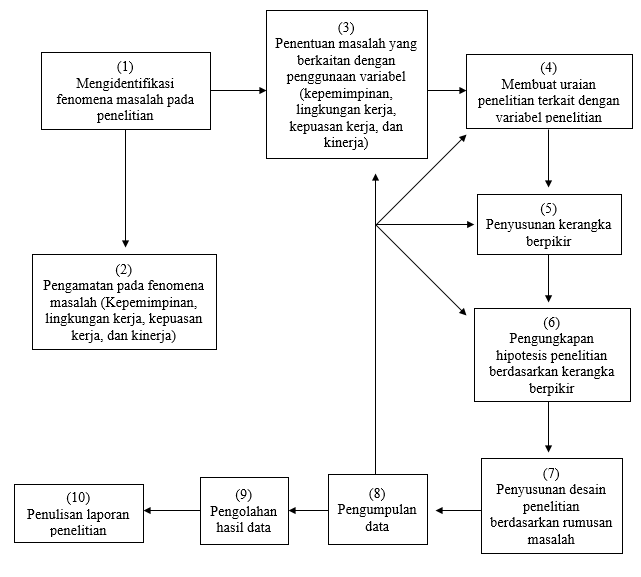 (1)
Mengidentifikasi
fenomena masalah pada
penelitian
(2)
Pengamatan pada fenomena
masalah (Kepemimpinan,
lingkungan kerja, kepuasan
kerja, dan kinerja)
(3)
Penentuan masalah yang
berkaitan dengan
penggunaan variabel
(kepemimpinan,
lingkungan kerja,
kepuasan kerja, dan
kinerja)
(4)
Membuat uraian
penelitian terkait dengan
variabel penelitian
(5)
Penyusunan kerangka
berpikir
(6)
Pengungkapan
hipotesis penelitian
berdasarkan kerangka
berpikir
(7)
Penyusunan desain
penelitian
berdasarkan rumusan
masalah
(8)
Pengumpulan
data
(9)
Pengolahan
hasil data
(10)
Penulisan laporan
penelitian